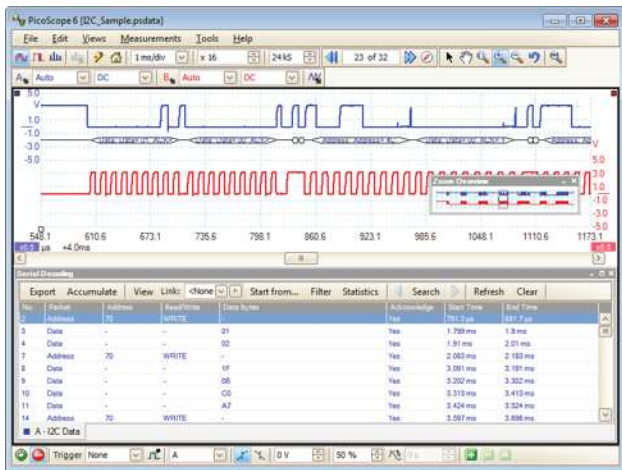 PicoScope 6 [I2C_Sample.psdata]
File Edit Views Measurements Tools Help
1 ms/div x 16 24 kS 23 of 32
A Auto DC B Auto DC
5.0
V
1.0
-1.0
-3.0
-5.0
V
5.0
3.0
1.0
-1.0
-3.0
-5.0
Zoom Overview
548.1 610.6 673.1 735.6 798.1 860.6 923.1 985.6 1048.1 1110.6 1173.1
µs +4.0ms
Serial Decoding
Export Accumulate View Link: <None Start from... Filter Statistics Search Refresh Clear
No. Packet Address Read/Write Data bytes Acknowledge Start Time End Time
2 Address 70 WRITE - Yes
3 Data - - 01 Yes 1.799 ms 1.9 ms
4 Data - - 02 Yes 1.91 ms 2.01 ms
7 Address 70 WRITE - Yes 2.083 ms 2.183 ms
8 Data - - 1F Yes 3.091 ms 3.191 ms
9 Data - - 0B Yes 3.202 ms 3.302 ms
10 Data - - C0 Yes 3.313 ms 3.413 ms
11 Data - - A7 Yes 3.424 ms 3.524 ms
14 Address 70 WRITE - Yes 3.597 ms 3.698 ms
A - I2C Data
Trigger None A 0 V 50 % 0 s